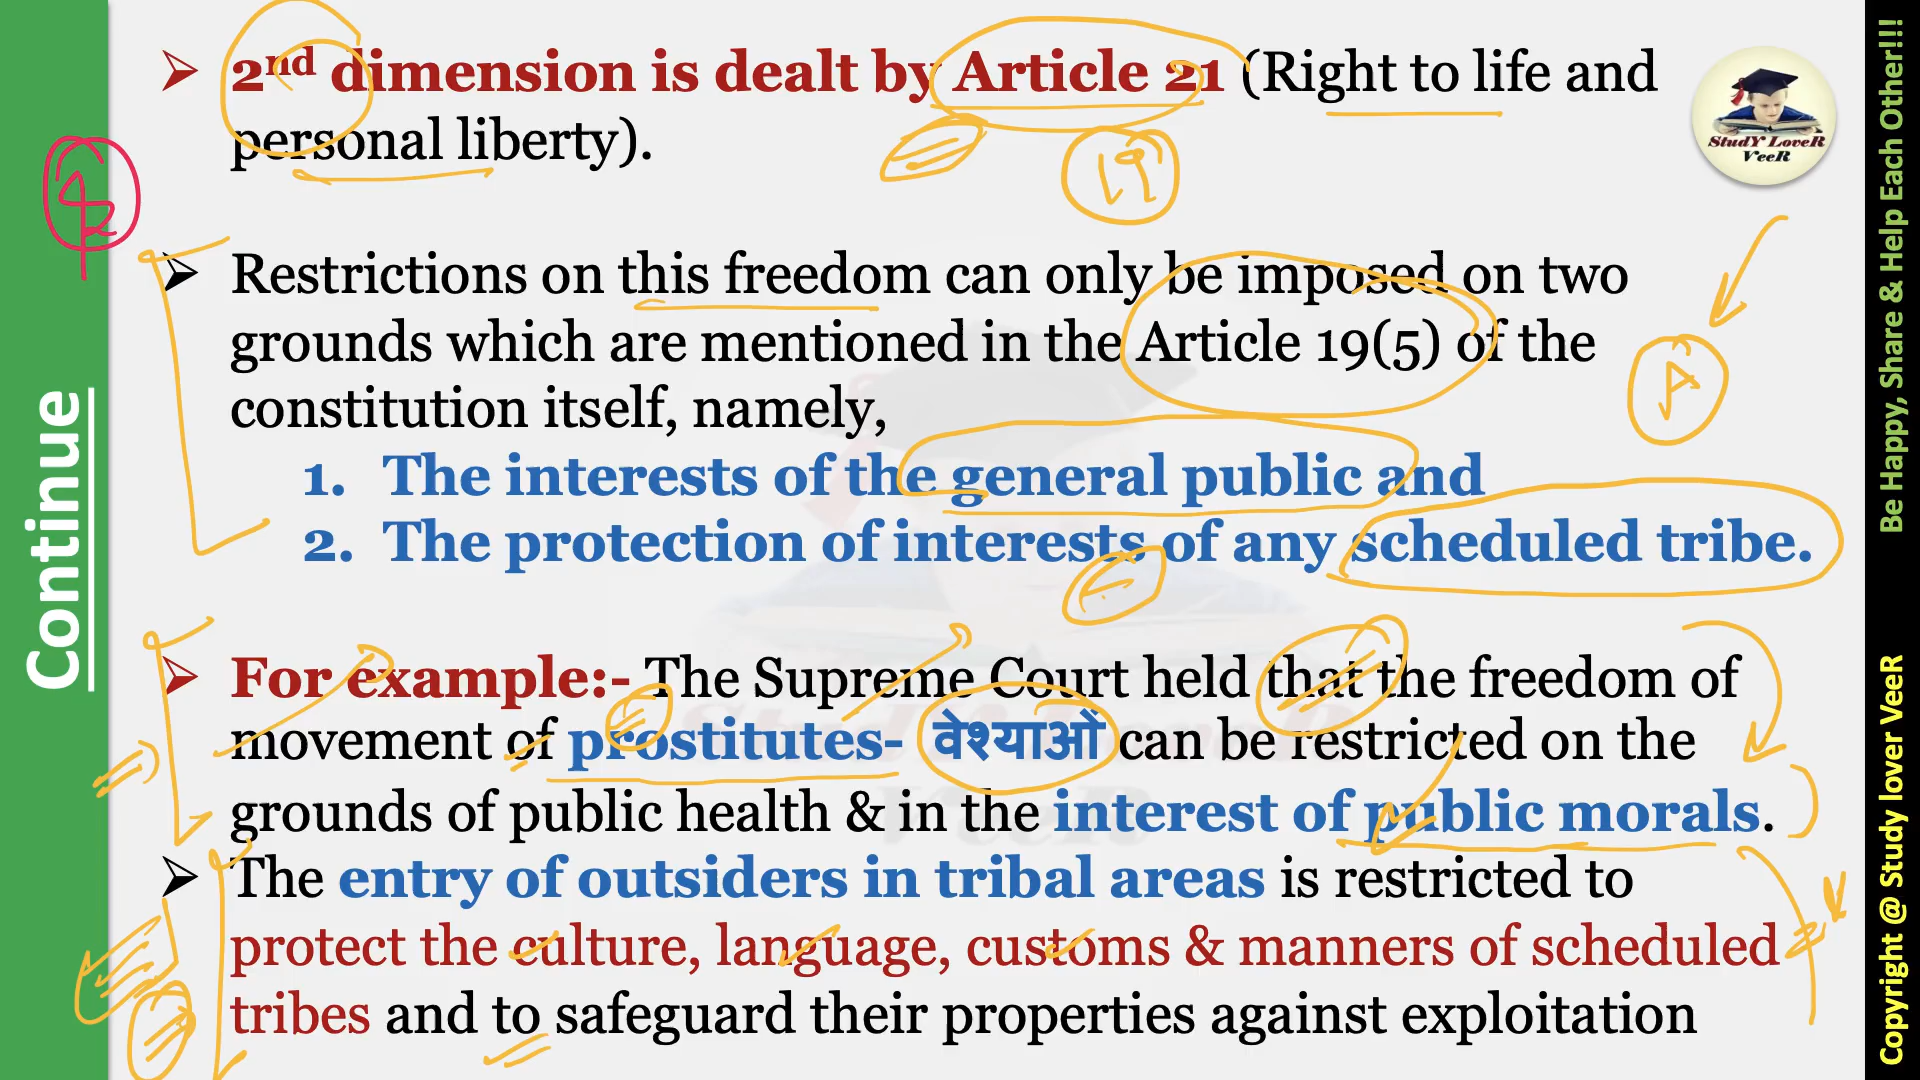 2nd dimension is dealt by Article 21 (Right to life and
personal liberty).
19
Restrictions on this freedom can only be imposed on two
grounds which are mentioned in the Article 19(5) of the
constitution itself, namely,
1. The interests of the general public and
2. The protection of interests of any scheduled tribe.
For example:- The Supreme Court held that the freedom of
movement of prostitutes- वेश्याओं can be restricted on the
grounds of public health & in the interest of public morals.
The entry of outsiders in tribal areas is restricted to
protect the culture, language, customs & manners of scheduled
tribes and to safeguard their properties against exploitation
Continue
StudY LoveR
VeeR
Be Happy, Share & Help Each Other!!!
Copyright @ Study lover VeeR